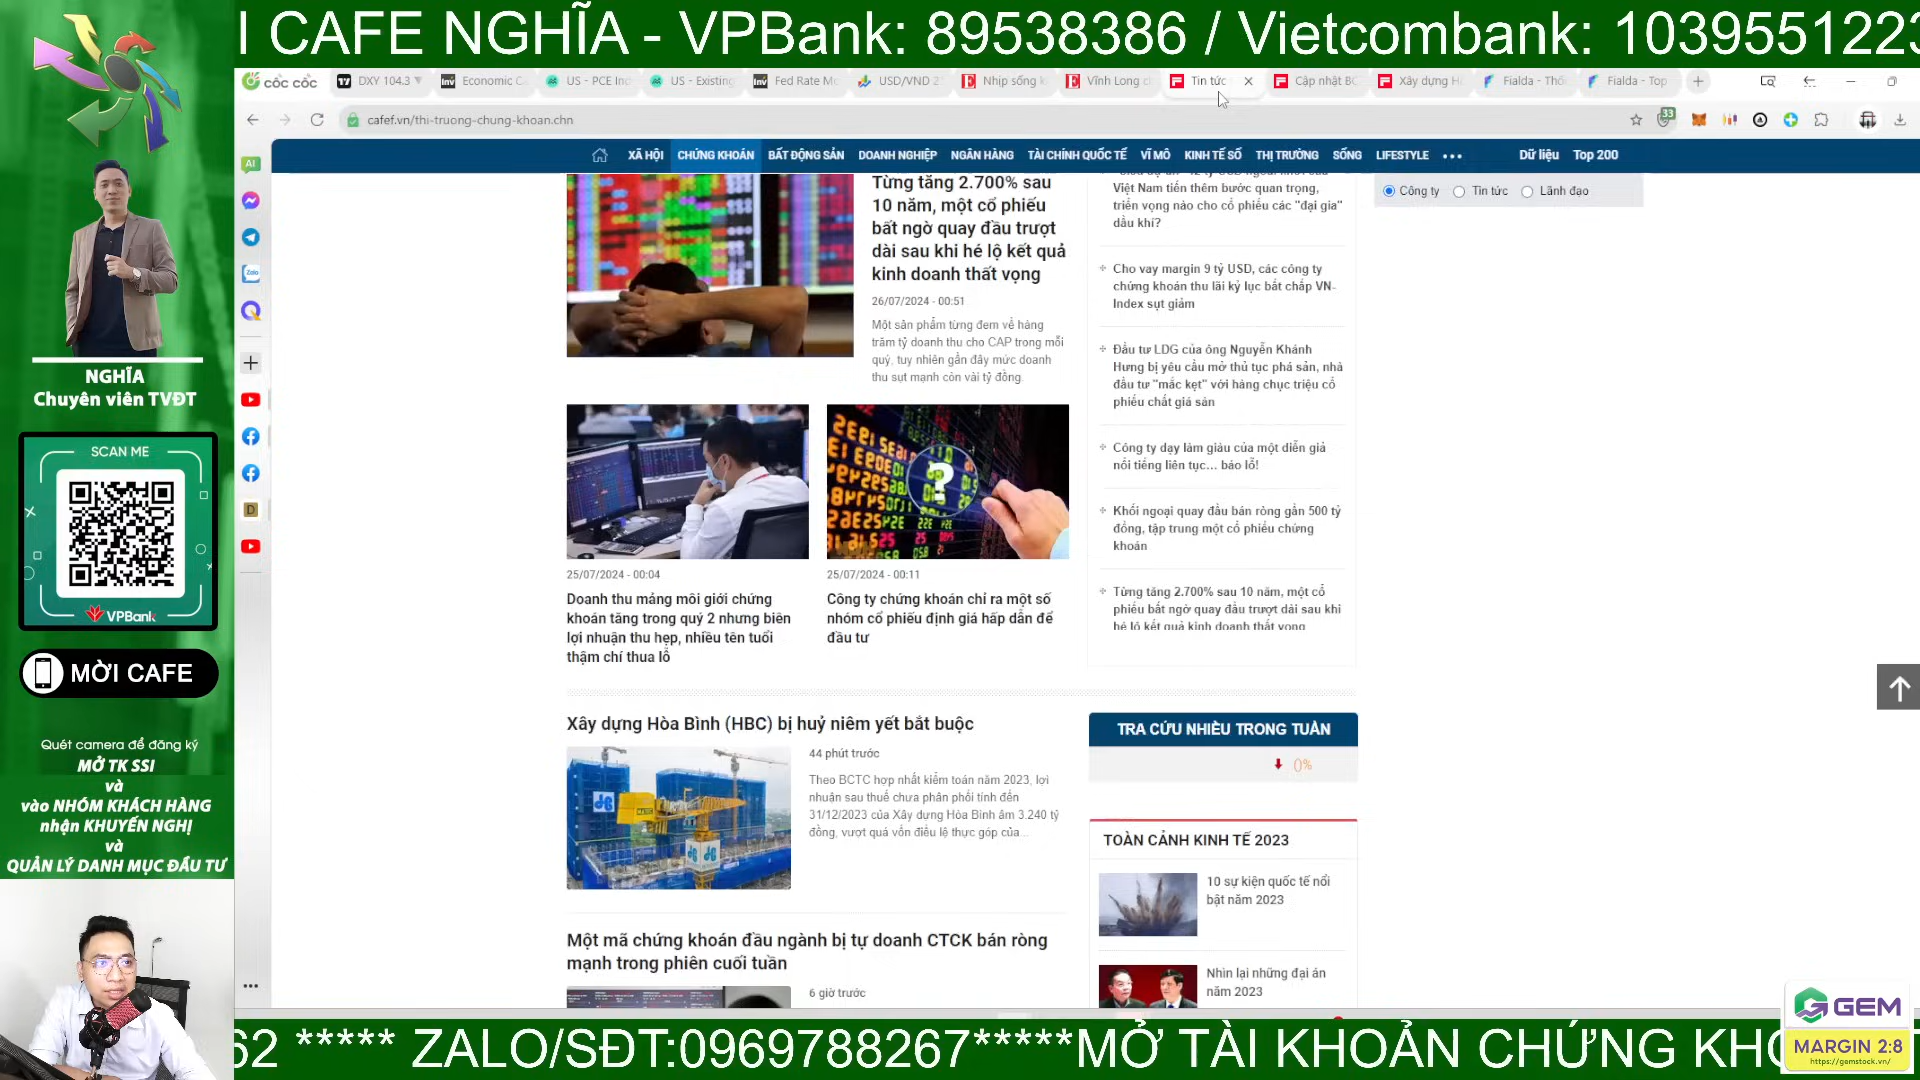 I CAFE NGHĨA - VPBank: 89538386 / Vietcombank: 1039551223
cốc cốc
DXY 104.3
Economic C
US - PCE Inc
US - Existing
Fed Rate Mo
USD/VND 2
Nhịp sống k
Vĩnh Long c
Tin tức
Cập nhật BC
Xây dựng H
Fialda - Thố
Fialda - Top
cafef.vn/thi-truong-chung-khoan.chn
33
XÃ HỘI
CHỨNG KHOÁN
BẤT ĐỘNG SẢN
DOANH NGHIỆP
NGÂN HÀNG
TÀI CHÍNH QUỐC TẾ
VĨ MÔ
KINH TẾ SỐ
THỊ TRƯỜNG
SỐNG
LIFESTYLE
Dữ liệu
Top 200
Công ty
Tin tức
Lãnh đạo
Từng tăng 2.700% sau
10 năm, một cổ phiếu
bất ngờ quay đầu trượt
dài sau khi hé lộ kết quả
kinh doanh thất vọng
26/07/2024 - 00:51
Một sản phẩm từng đem về hàng
trăm tỷ doanh thu cho CAP trong mỗi
quý, tuy nhiên gần đây mức doanh
thu sụt mạnh còn vài tỷ đồng.
Việt Nam tiến thêm bước quan trọng,
triển vọng nào cho cổ phiếu các "đại gia"
dầu khí?
Cho vay margin 9 tỷ USD, các công ty
chứng khoán thu lãi kỷ lục bất chấp VN-
Index sụt giảm
Đầu tư LDG của ông Nguyễn Khánh
Hưng bị yêu cầu mở thủ tục phá sản, nhà
đầu tư "mắc kẹt" với hàng chục triệu cổ
phiếu chất giá sàn
Công ty dạy làm giàu của một diễn giả
nổi tiếng liên tục... báo lỗ!
Khối ngoại quay đầu bán ròng gần 500 tỷ
đồng, tập trung một cổ phiếu chứng
khoán
Từng tăng 2.700% sau 10 năm, một cổ
phiếu bất ngờ quay đầu trượt dài sau khi
hé lộ kết quả kinh doanh thất vọng
25/07/2024 - 00:04
Doanh thu mảng môi giới chứng
khoán tăng trong quý 2 nhưng biên
lợi nhuận thu hẹp, nhiều tên tuổi
thậm chí thua lỗ
25/07/2024 - 00:11
Công ty chứng khoán chỉ ra một số
nhóm cổ phiếu định giá hấp dẫn để
đầu tư
Xây dựng Hòa Bình (HBC) bị huỷ niêm yết bắt buộc
44 phút trước
Theo BCTC hợp nhất kiểm toán năm 2023, lợi
nhuận sau thuế chưa phân phối tính đến
31/12/2023 của Xây dựng Hòa Bình âm 3.240 tỷ
đồng, vượt quá vốn điều lệ thực góp của...
TRA CỨU NHIỀU TRONG TUẦN
0%
TOÀN CẢNH KINH TẾ 2023
10 sự kiện quốc tế nổi
bật năm 2023
Nhìn lại những đại án
năm 2023
Một mã chứng khoán đầu ngành bị tự doanh CTCK bán ròng
mạnh trong phiên cuối tuần
6 giờ trước
AI
Zalo
D
NGHĨA
Chuyên viên TVĐT
SCAN ME
VPBank
MỜI CAFE
Quét camera để đăng ký
MỞ TK SSI
và
vào NHÓM KHÁCH HÀNG
nhận KHUYẾN NGHỊ
và
QUẢN LÝ DANH MỤC ĐẦU TƯ
GEM
MARGIN 2:8
https://gemstock.vn/
62 ***** ZALO/SĐT:0969788267*****MỞ TÀI KHOẢN CHỨNG KHO